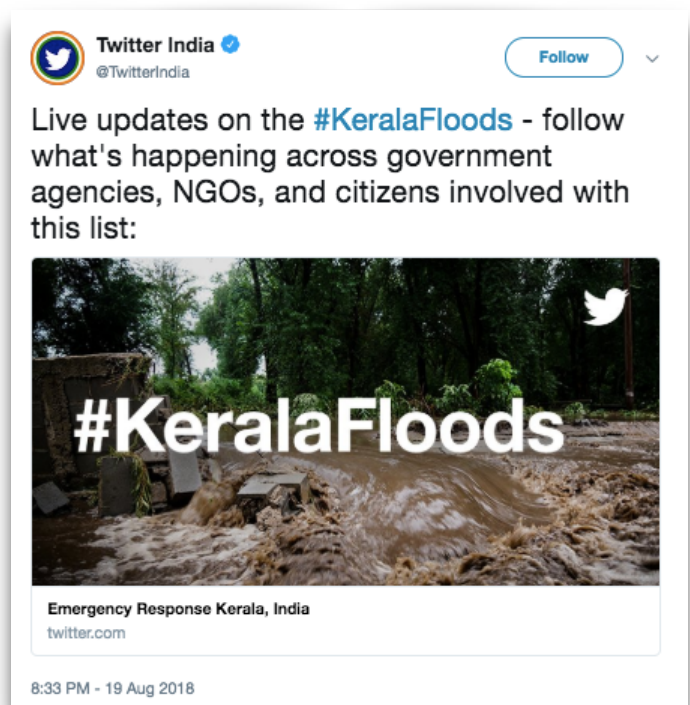 Twitter India
@TwitterIndia
Follow
Live updates on the #KeralaFloods - follow
what's happening across government
agencies, NGOs, and citizens involved with
this list:
#KeralaFloods
Emergency Response Kerala, India
twitter.com
8:33 PM - 19 Aug 2018